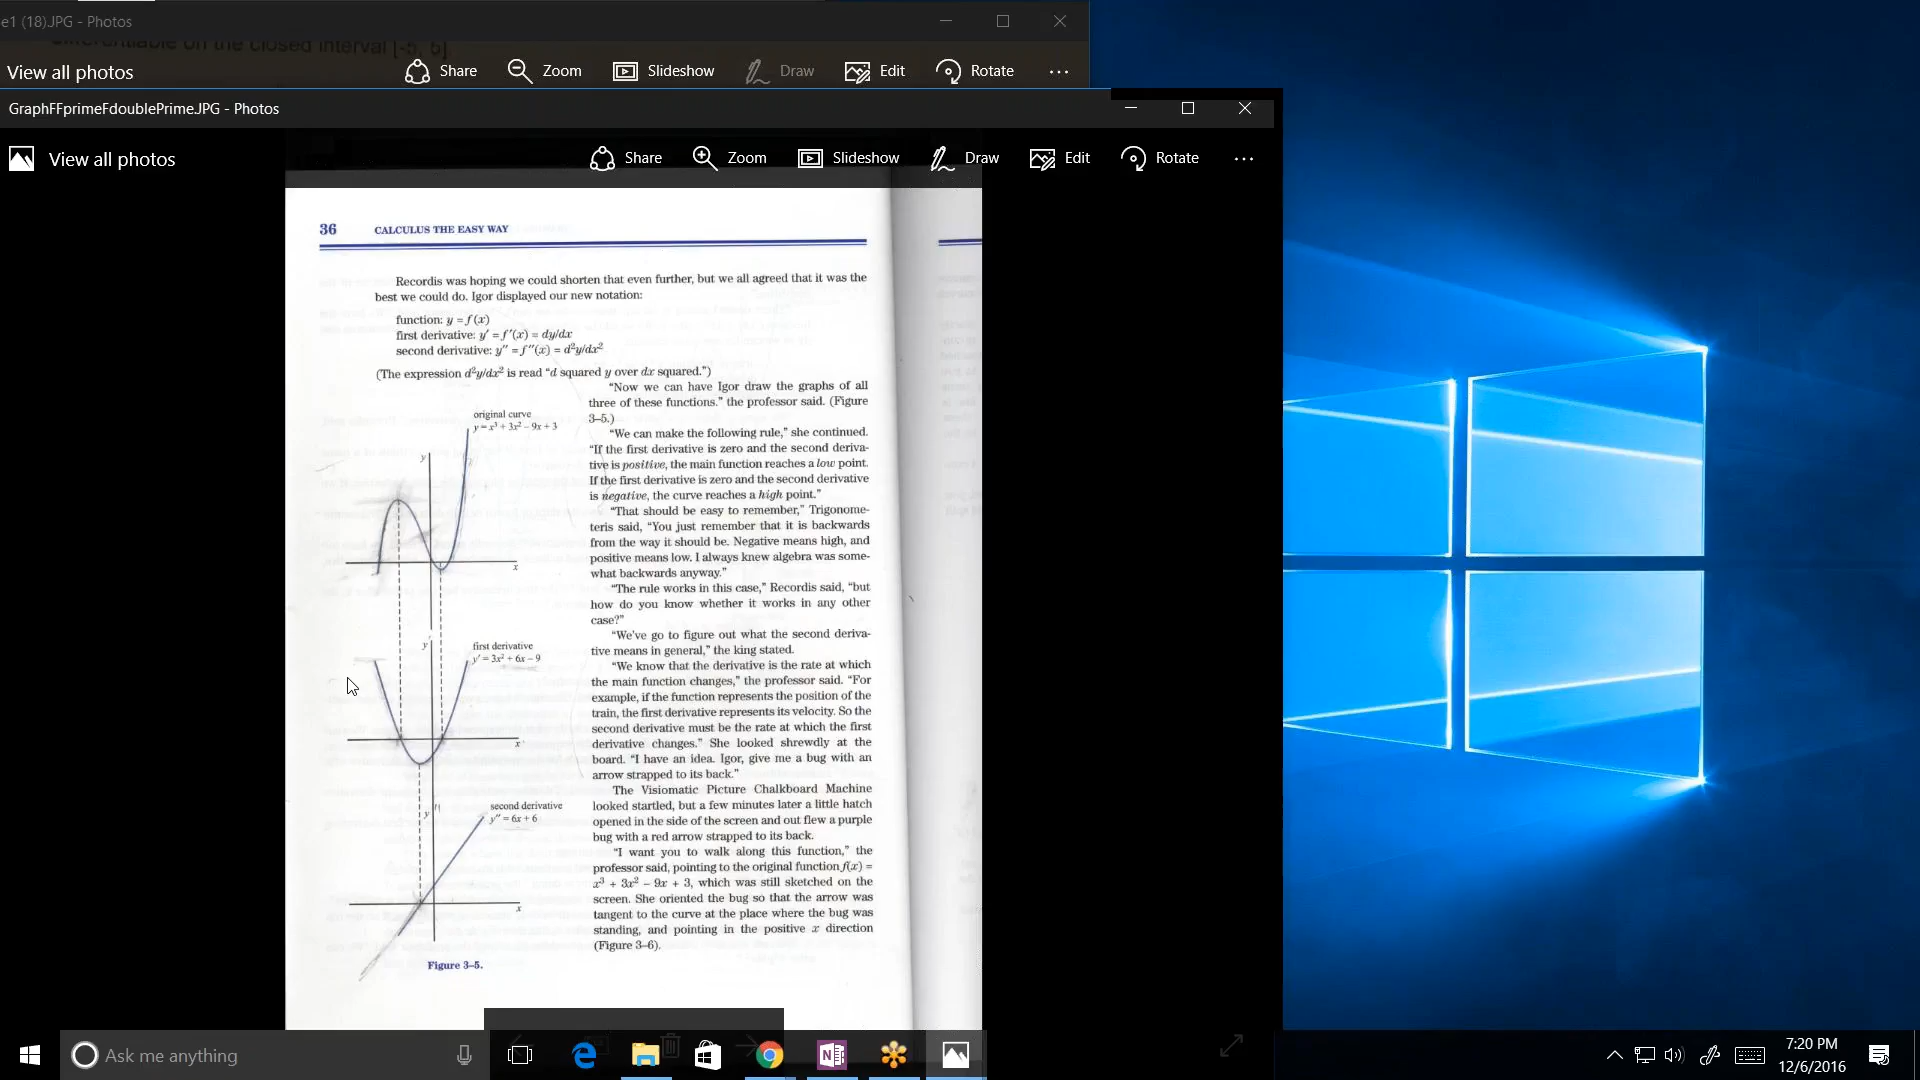 e1 (18)JPG - Photos
differentiable on the closed interval [-5, 5].
View all photos
Share
Zoom
Slideshow
Draw
Edit
Rotate
GraphFFprimeFdoublePrime.JPG - Photos
View all photos
Share
Zoom
Slideshow
Draw
Edit
Rotate
36 CALCULUS THE EASY WAY
Recordis was hoping we could shorten that even further, but we all agreed that it was the
best we could do. Igor displayed our new notation:
function: y = f(x)
first derivative: y′ = f′(x) = dy/dx
second derivative: y″ = f″(x) = d²y/dx²
(The expression d²y/dx² is read "d squared y over dx squared.")
original curve
y = x³ + 3x² – 9x + 3
y
x
first derivative
y′ = 3x² + 6x – 9
y
x
second derivative
y″ = 6x + 6
y
x
Figure 3–5.
"Now we can have Igor draw the graphs of all
three of these functions." the professor said. (Figure
3–5.)
"We can make the following rule," she continued.
"If the first derivative is zero and the second deriva-
tive is positive, the main function reaches a low point.
If the first derivative is zero and the second derivative
is negative, the curve reaches a high point."
"That should be easy to remember," Trigonome-
teris said, "You just remember that it is backwards
from the way it should be. Negative means high, and
positive means low. I always knew algebra was some-
what backwards anyway."
"The rule works in this case," Recordis said, "but
how do you know whether it works in any other
case?"
"We've go to figure out what the second deriva-
tive means in general," the king stated.
"We know that the derivative is the rate at which
the main function changes," the professor said. "For
example, if the function represents the position of the
train, the first derivative represents its velocity. So the
second derivative must be the rate at which the first
derivative changes." She looked shrewdly at the
board. "I have an idea. Igor, give me a bug with an
arrow strapped to its back."
The Visiomatic Picture Chalkboard Machine
looked startled, but a few minutes later a little hatch
opened in the side of the screen and out flew a purple
bug with a red arrow strapped to its back.
"I want you to walk along this function," the
professor said, pointing to the original function f(x) =
x³ + 3x² – 9x + 3, which was still sketched on the
screen. She oriented the bug so that the arrow was
tangent to the curve at the place where the bug was
standing, and pointing in the positive x direction
(Figure 3–6).
Ask me anything
7:20 PM
12/6/2016